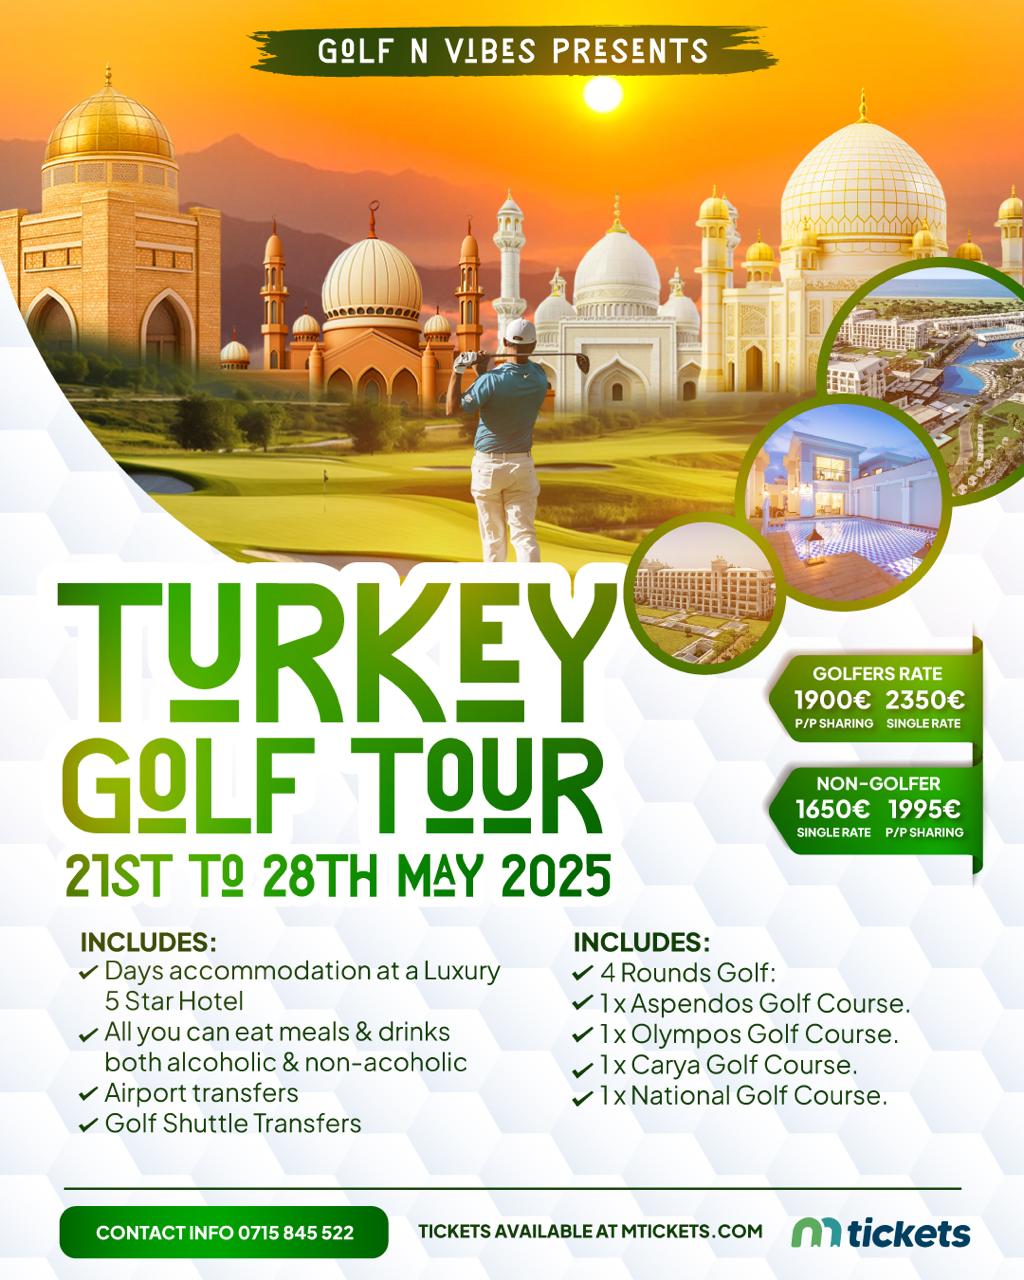 GOLF N VIBES PRESENTS
TURKEY
GOLF TOUR
21ST TO 28TH MAY 2025
GOLFERS RATE
1900€ 2350€
P/P SHARING SINGLE RATE
NON-GOLFER
1650€ 1995€
SINGLE RATE P/P SHARING
INCLUDES:
✓ Days accommodation at a Luxury
5 Star Hotel
✓ All you can eat meals & drinks
both alcoholic & non-acoholic
✓ Airport transfers
✓ Golf Shuttle Transfers
INCLUDES:
✓ 4 Rounds Golf:
✓ 1 x Aspendos Golf Course.
✓ 1 x Olympos Golf Course.
✓ 1 x Carya Golf Course.
✓ 1 x National Golf Course.
CONTACT INFO 0715 845 522
TICKETS AVAILABLE AT MTICKETS.COM
mtickets